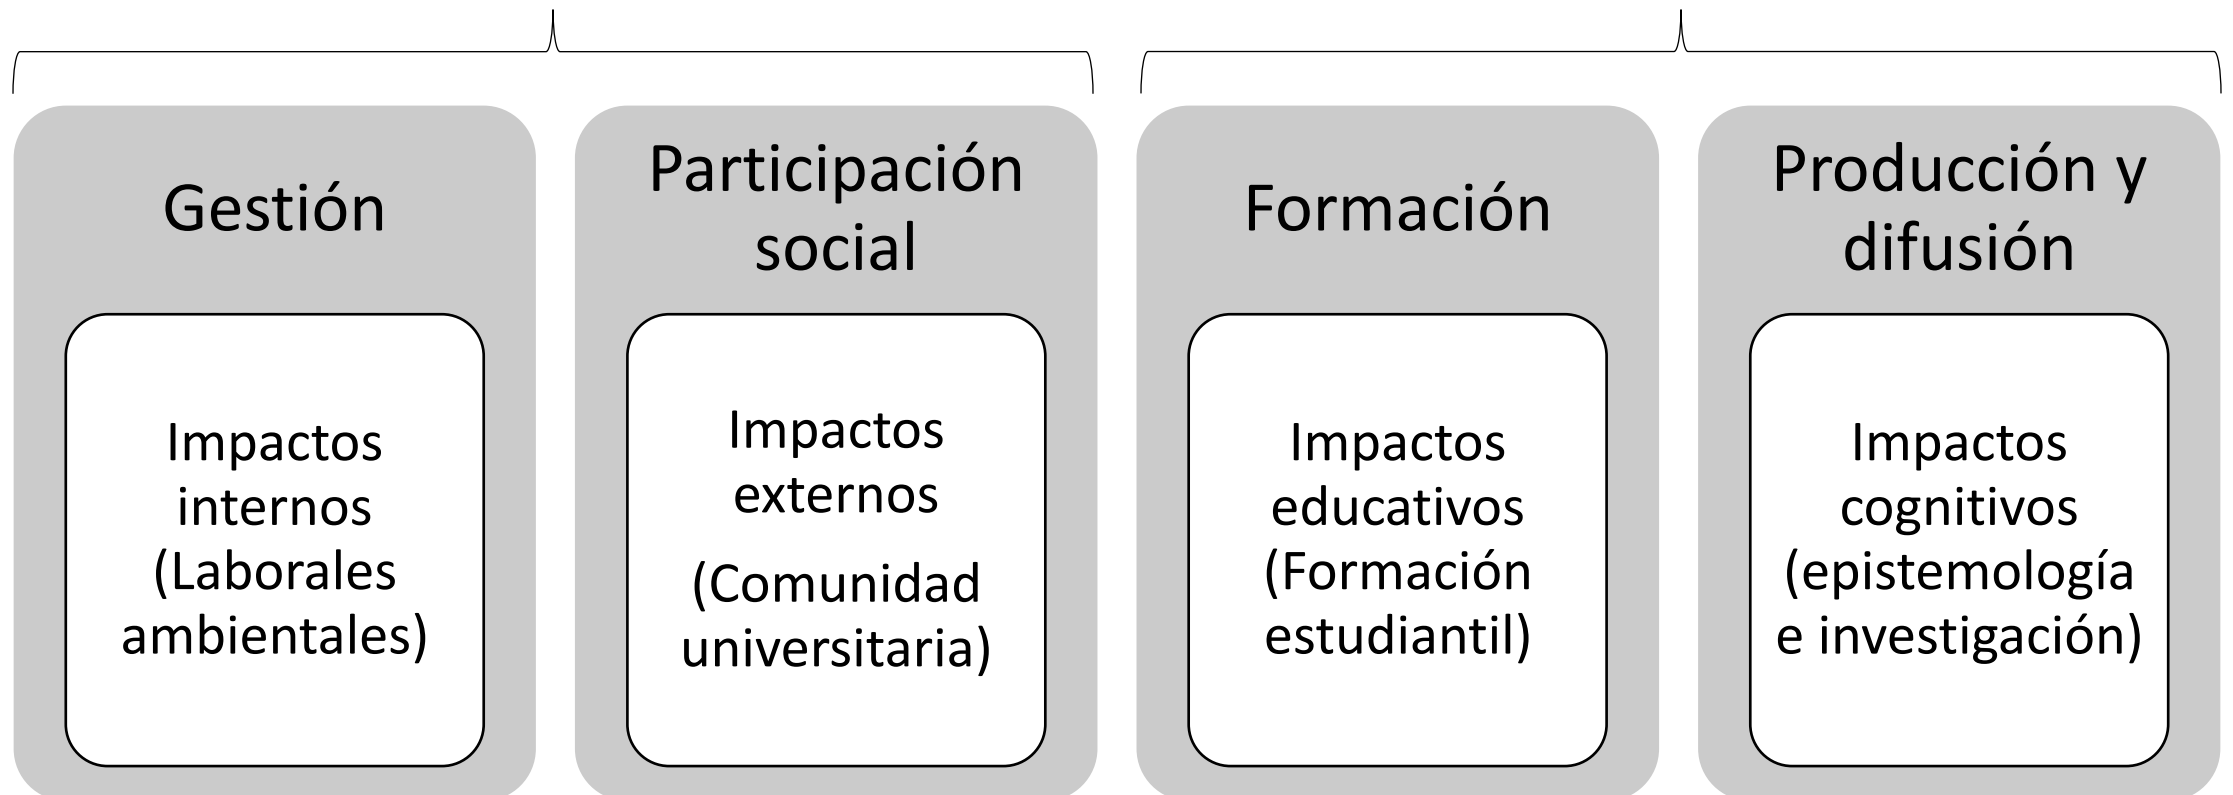 Gestión
Impactos
internos
(Laborales
ambientales)
Participación
social
Impactos
externos
(Comunidad
universitaria)
Formación
Impactos
educativos
(Formación
estudiantil)
Producción y
difusión
Impactos
cognitivos
(epistemología
e investigación)